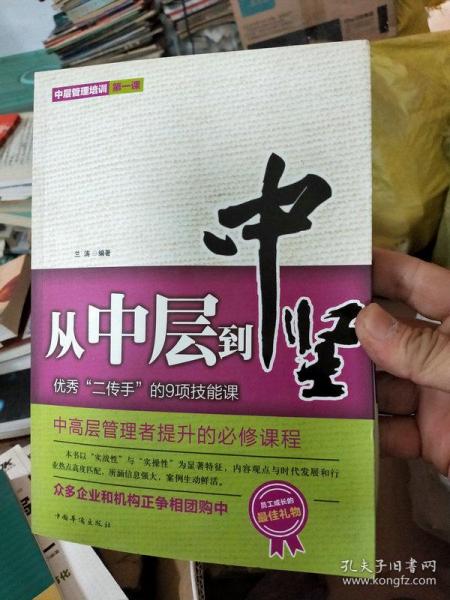 中层管理培训 第一课
兰涛 编著
从中层到中坚
优秀“二传手”的9项技能课
中高层管理者提升的必修课程
本书以“实战性”与“实操性”为显著特征，内容观点与时代发展和行
业热点高度匹配，所涵信息强大，案例生动鲜活。
众多企业和机构正争相团购中
员工成长的
最佳礼物
中国华侨出版社
孔夫子旧书网
www.kongfz.com